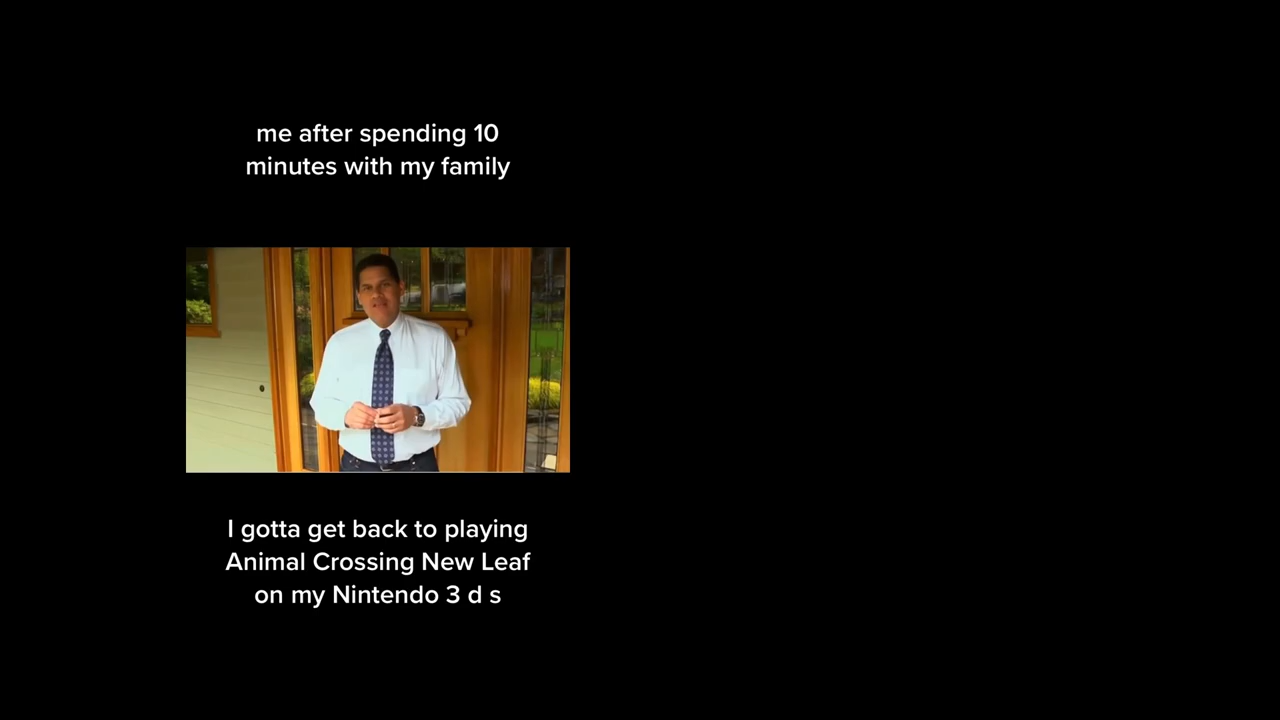 me after spending 10
minutes with my family
I gotta get back to playing
Animal Crossing New Leaf
on my Nintendo 3 d s